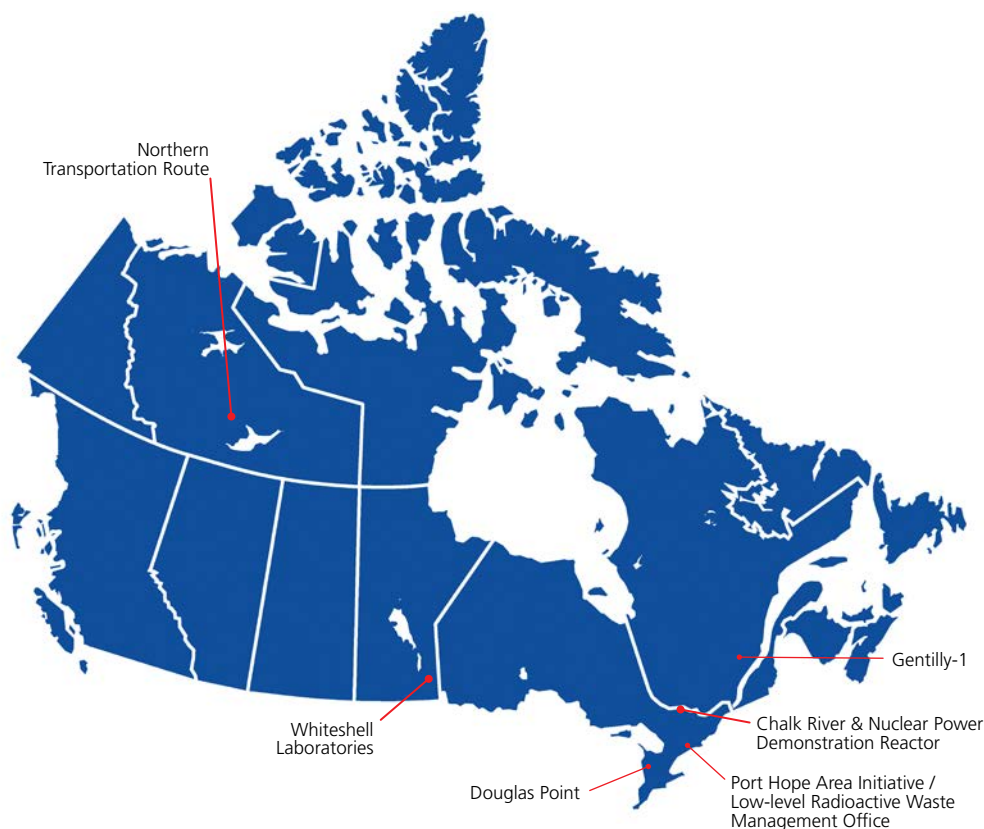 Northern
Transportation Route
Gentilly-1
Whiteshell
Laboratories
Chalk River & Nuclear Power
Demonstration Reactor
Douglas Point
Port Hope Area Initiative /
Low-level Radioactive Waste
Management Office